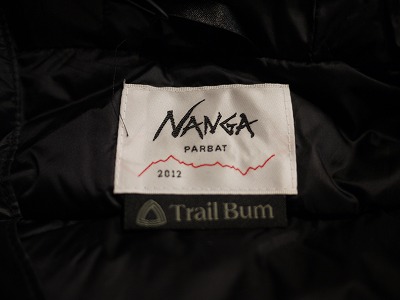 NANGA
PARBAT
2012
Trail Bum